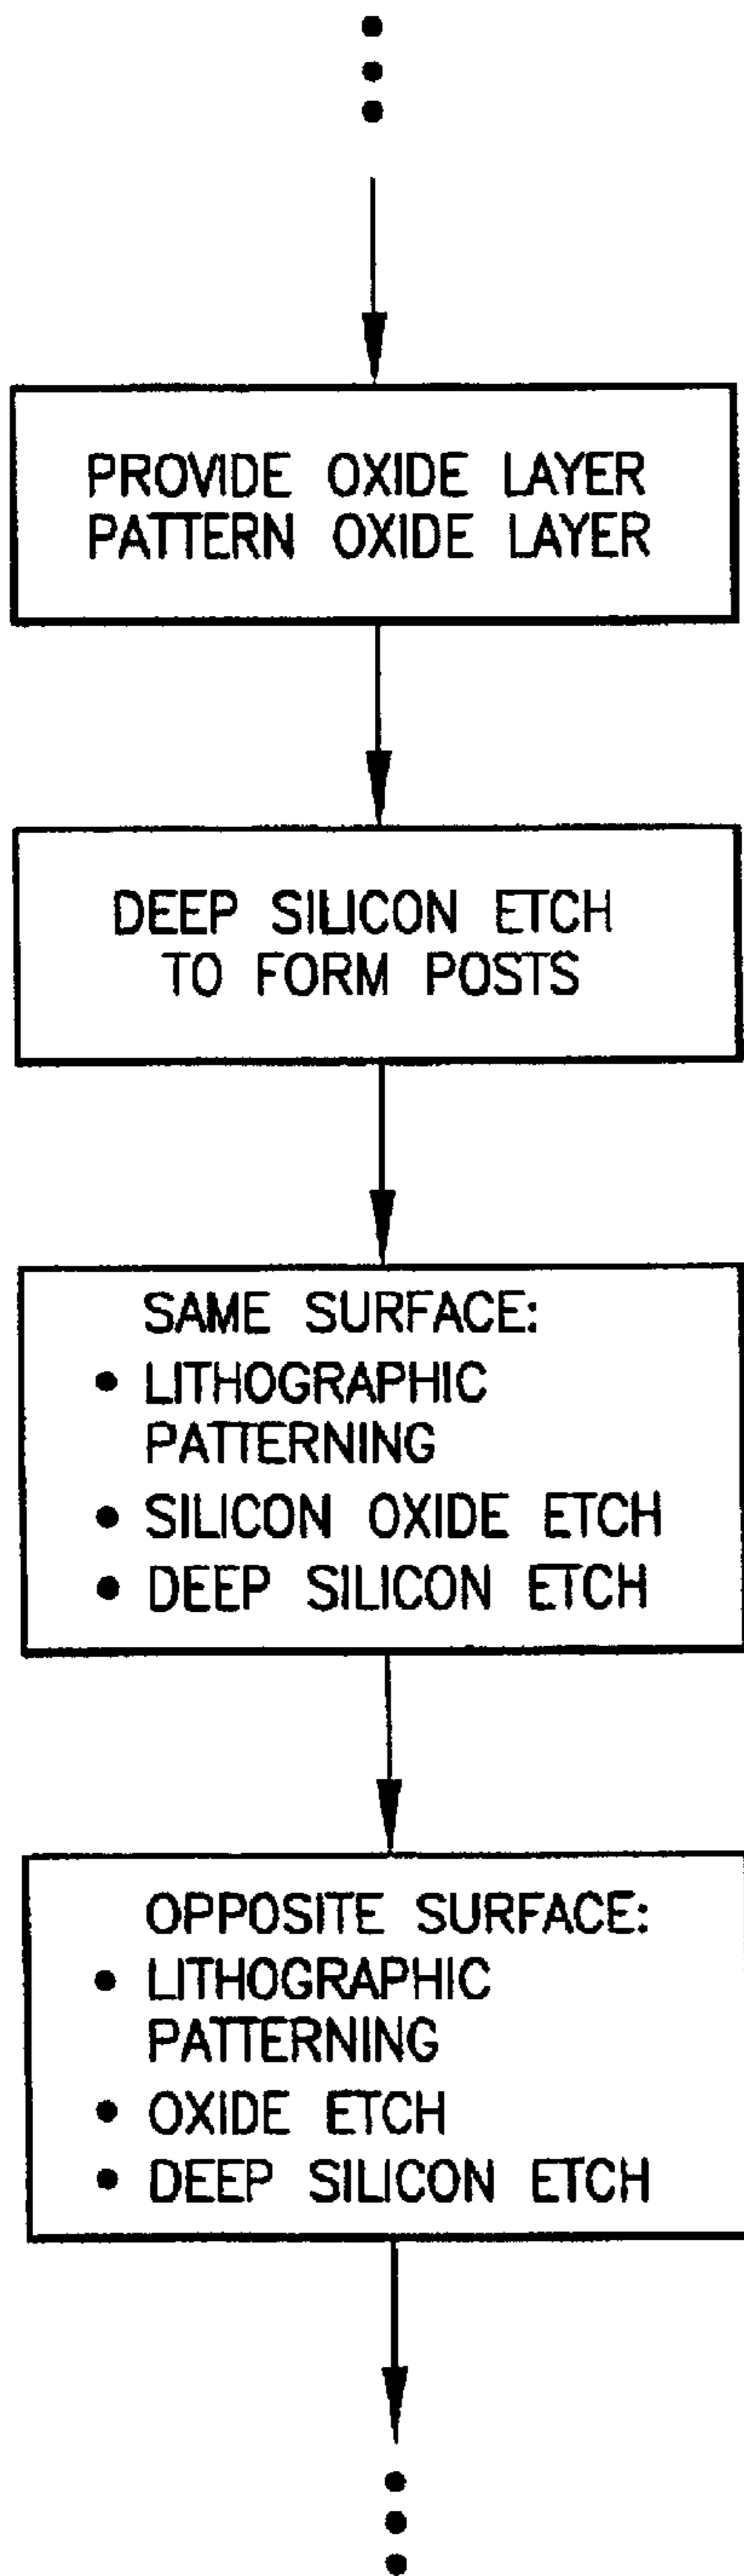 PROVIDE OXIDE LAYER
PATTERN OXIDE LAYER
DEEP SILICON ETCH
TO FORM POSTS
SAME SURFACE:
• LITHOGRAPHIC
PATTERNING
• SILICON OXIDE ETCH
• DEEP SILICON ETCH
OPPOSITE SURFACE:
• LITHOGRAPHIC
PATTERNING
• OXIDE ETCH
• DEEP SILICON ETCH